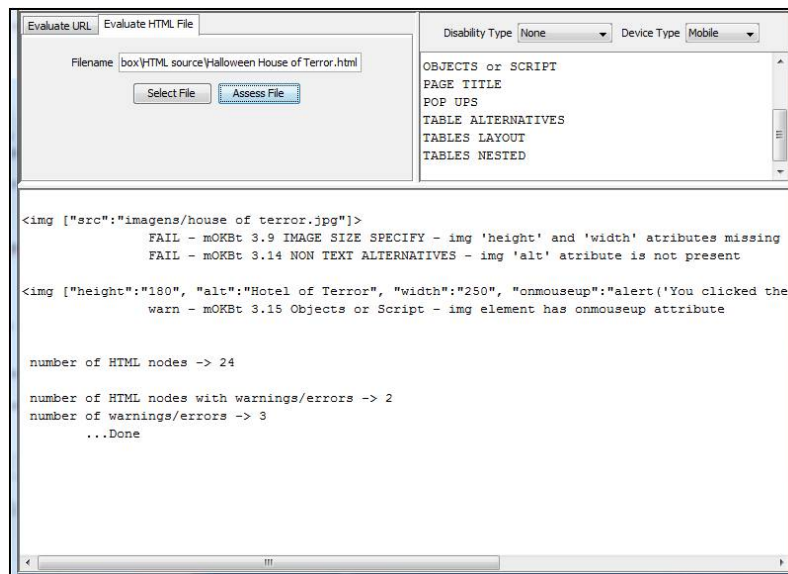 Evaluate URL Evaluate HTML File
Filename box\HTML source\Halloween House of Terror.html
Select File Assess File
Disability Type None Device Type Mobile
OBJECTS or SCRIPT
PAGE TITLE
POP UPS
TABLE ALTERNATIVES
TABLES LAYOUT
TABLES NESTED
<img ["src":"imagens/house of terror.jpg"]>
FAIL - mOKBt 3.9 IMAGE SIZE SPECIFY - img 'height' and 'width' atributes missing
FAIL - mOKBt 3.14 NON TEXT ALTERNATIVES - img 'alt' atribute is not present
<img ["height":"180", "alt":"Hotel of Terror", "width":"250", "onmouseup":"alert('You clicked the
warn - mOKBt 3.15 Objects or Script - img element has onmouseup attribute
number of HTML nodes -> 24
number of HTML nodes with warnings/errors -> 2
number of warnings/errors -> 3
...Done